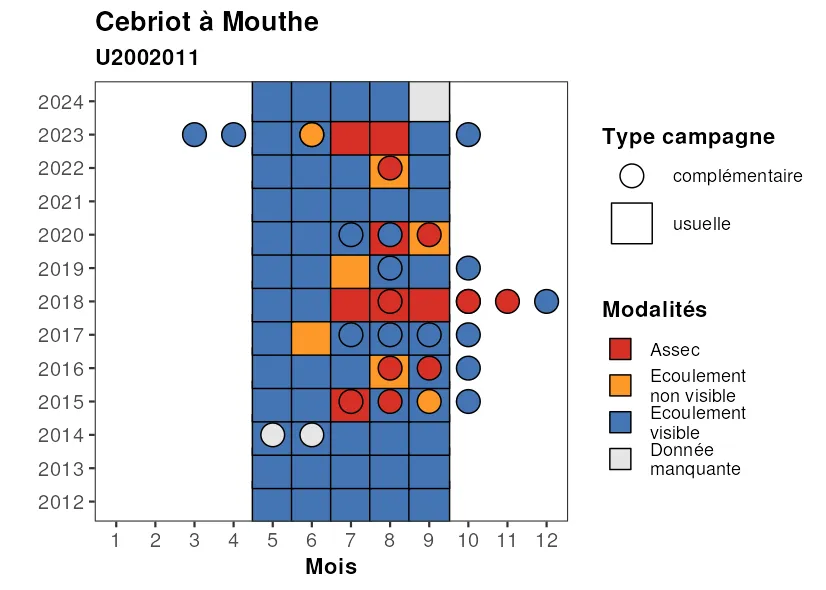 Cebriot à Mouthe
U2002011
2024
2023
2022
2021
2020
2019
2018
2017
2016
2015
2014
2013
2012
1 2 3 4 5 6 7 8 9 10 11 12
Mois
Type campagne
complémentaire
usuelle
Modalités
Assec
Ecoulement
non visible
Ecoulement
visible
Donnée
manquante